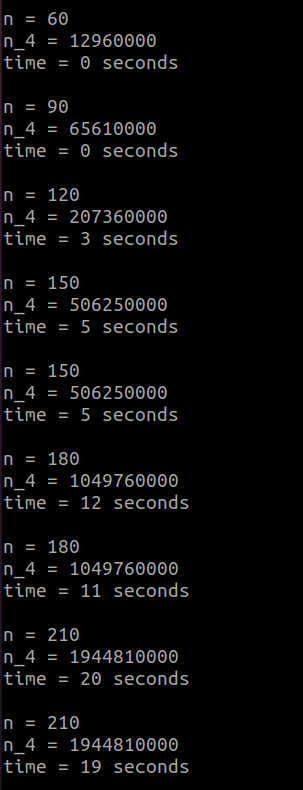 n = 60
n_4 = 12960000
time = 0 seconds
n = 90
n_4 = 65610000
time = 0 seconds
n = 120
n_4 = 207360000
time = 3 seconds
n = 150
n_4 = 506250000
time = 5 seconds
n = 150
n_4 = 506250000
time = 5 seconds
n = 180
n_4 = 1049760000
time = 12 seconds
n = 180
n_4 = 1049760000
time = 11 seconds
n = 210
n_4 = 1944810000
time = 20 seconds
n = 210
n_4 = 1944810000
time = 19 seconds